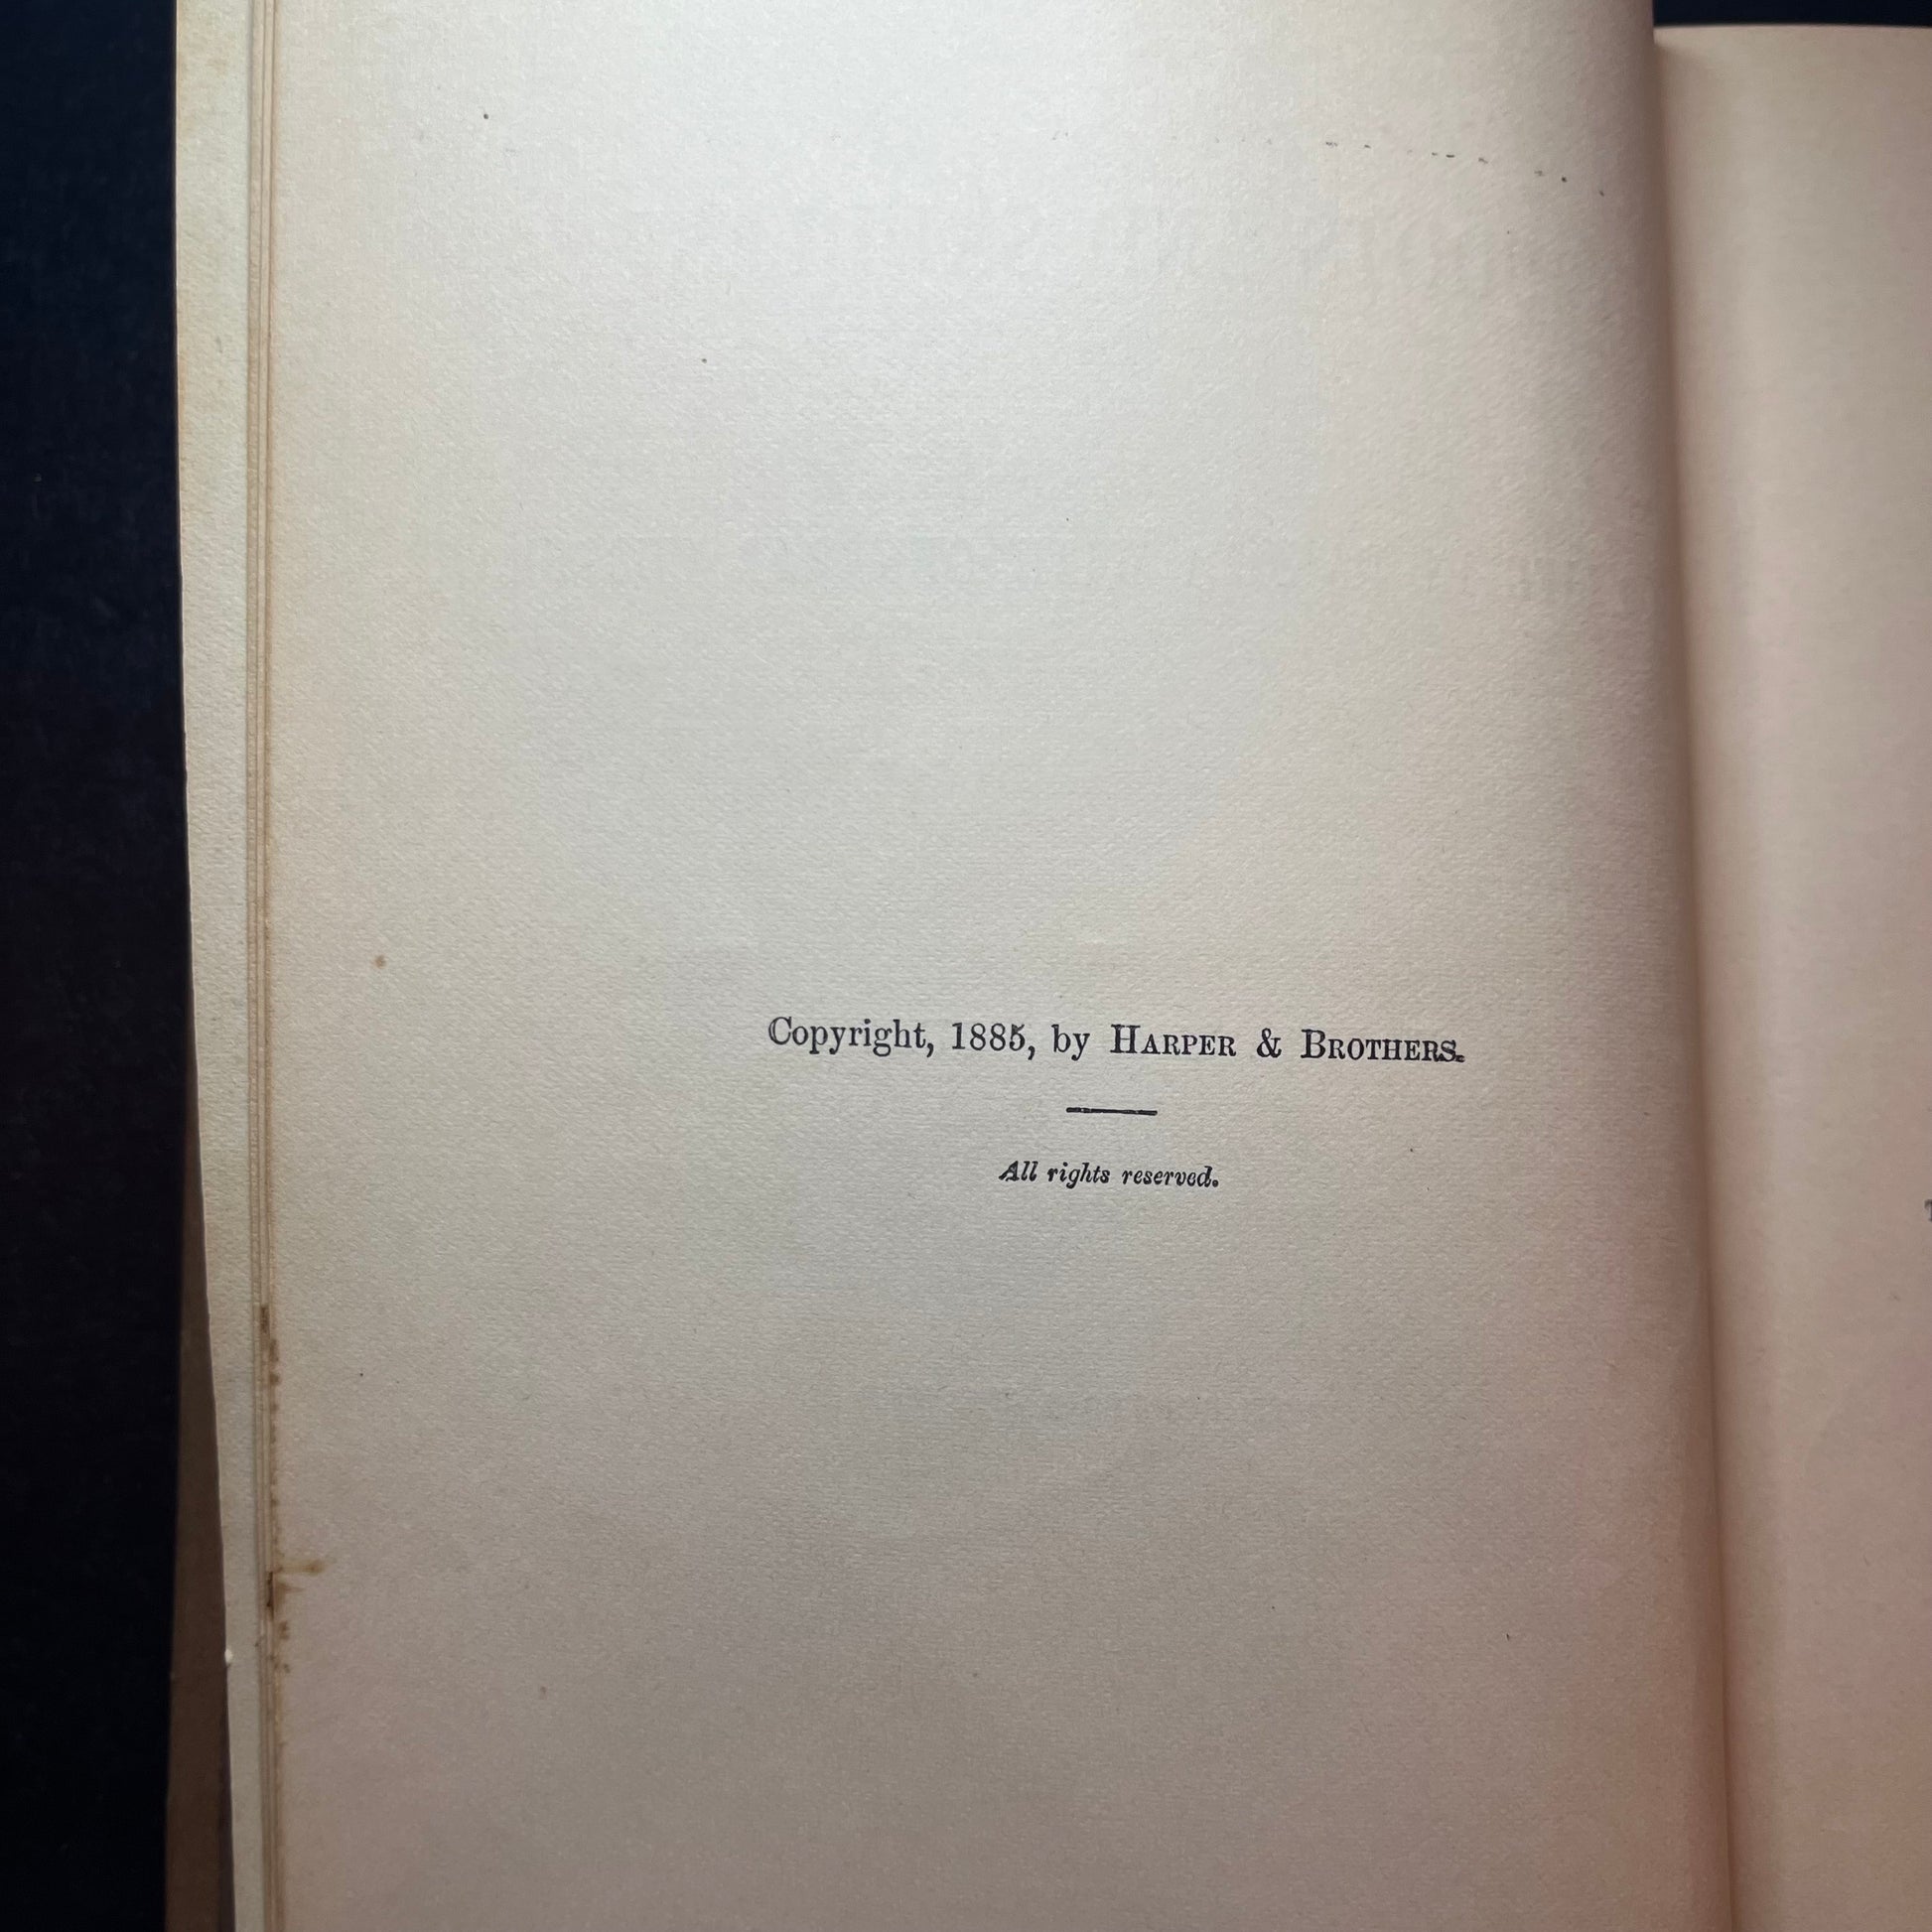 Copyright, 1885, by HARPER & BROTHERS.
All rights reserved.